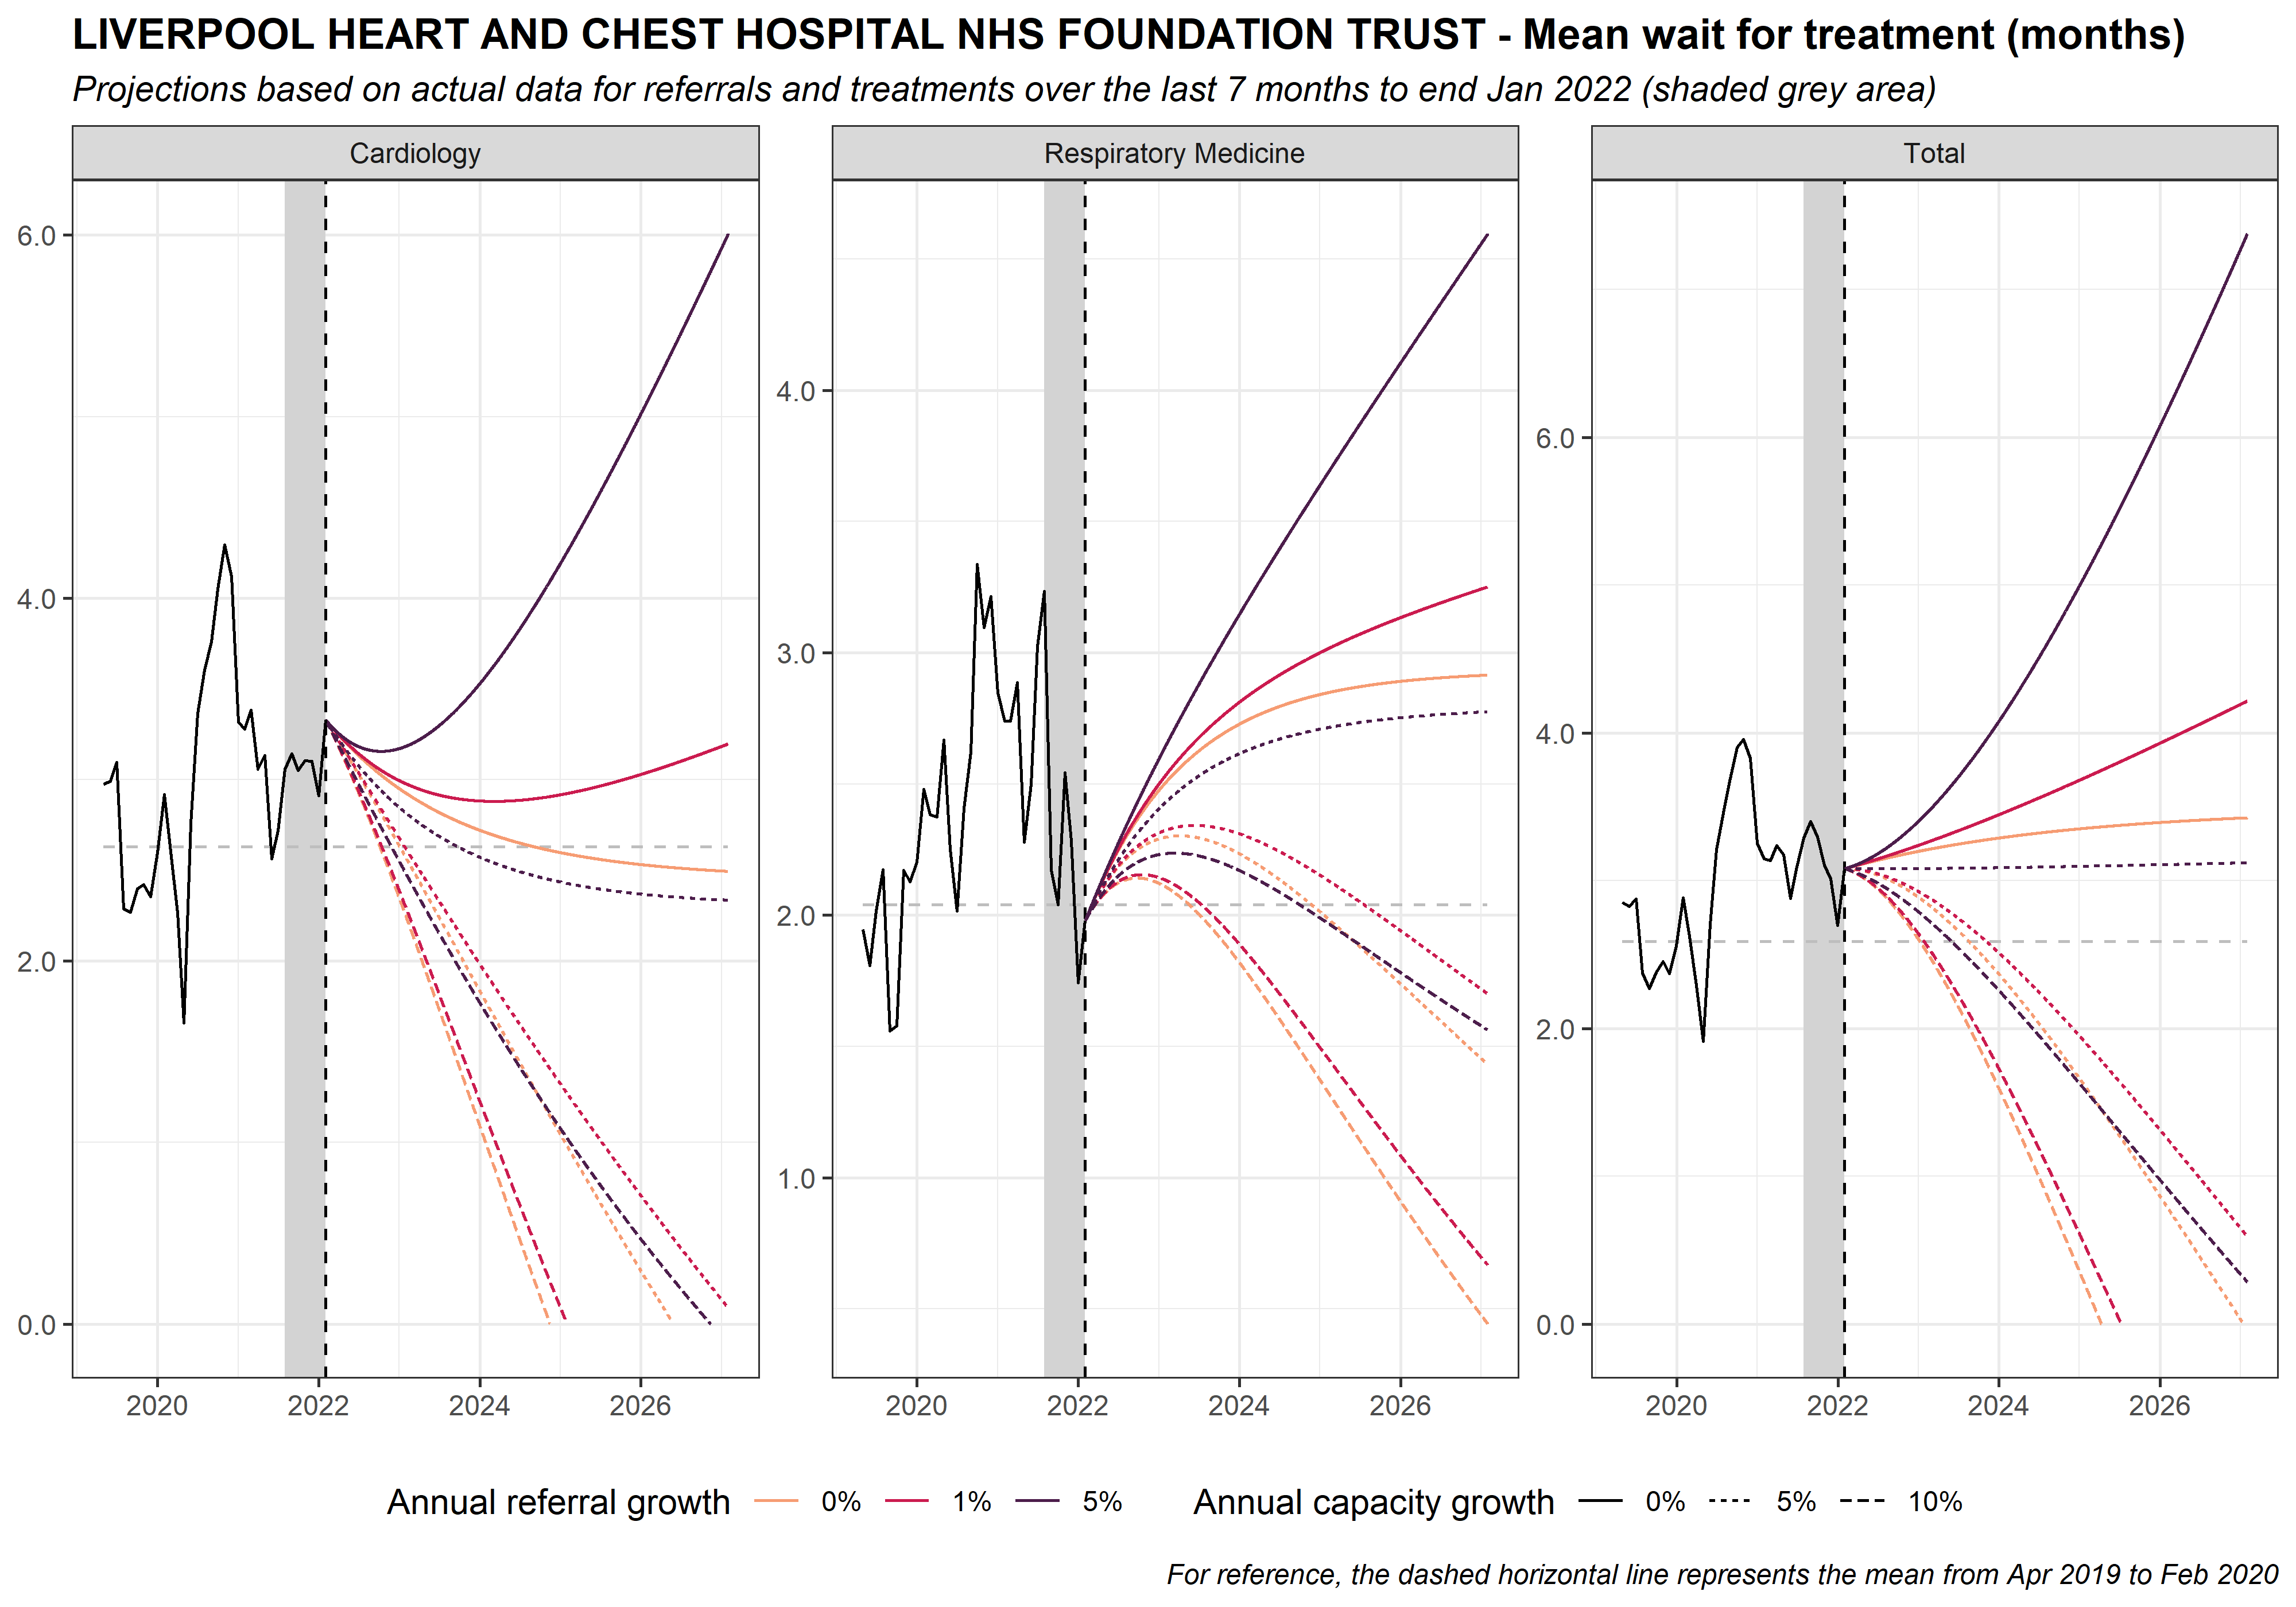 LIVERPOOL HEART AND CHEST HOSPITAL NHS FOUNDATION TRUST - Mean wait for treatment (months)
Projections based on actual data for referrals and treatments over the last 7 months to end Jan 2022 (shaded grey area)
Cardiology
6.0
4.0
2.0
0.0
2020 2022 2024 2026
Respiratory Medicine
4.0
3.0
2.0
1.0
2020 2022 2024 2026
Total
6.0
4.0
2.0
0.0
2020 2022 2024 2026
Annual referral growth 0% 1% 5% Annual capacity growth 0% 5% 10%
For reference, the dashed horizontal line represents the mean from Apr 2019 to Feb 2020